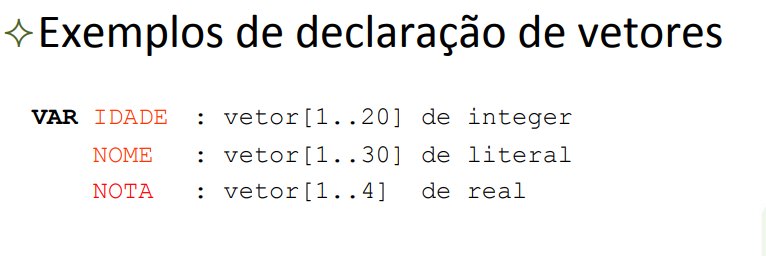 Exemplos de declaração de vetores
VAR IDADE : vetor[1..20] de integer
NOME : vetor[1..30] de literal
NOTA : vetor[1..4] de real